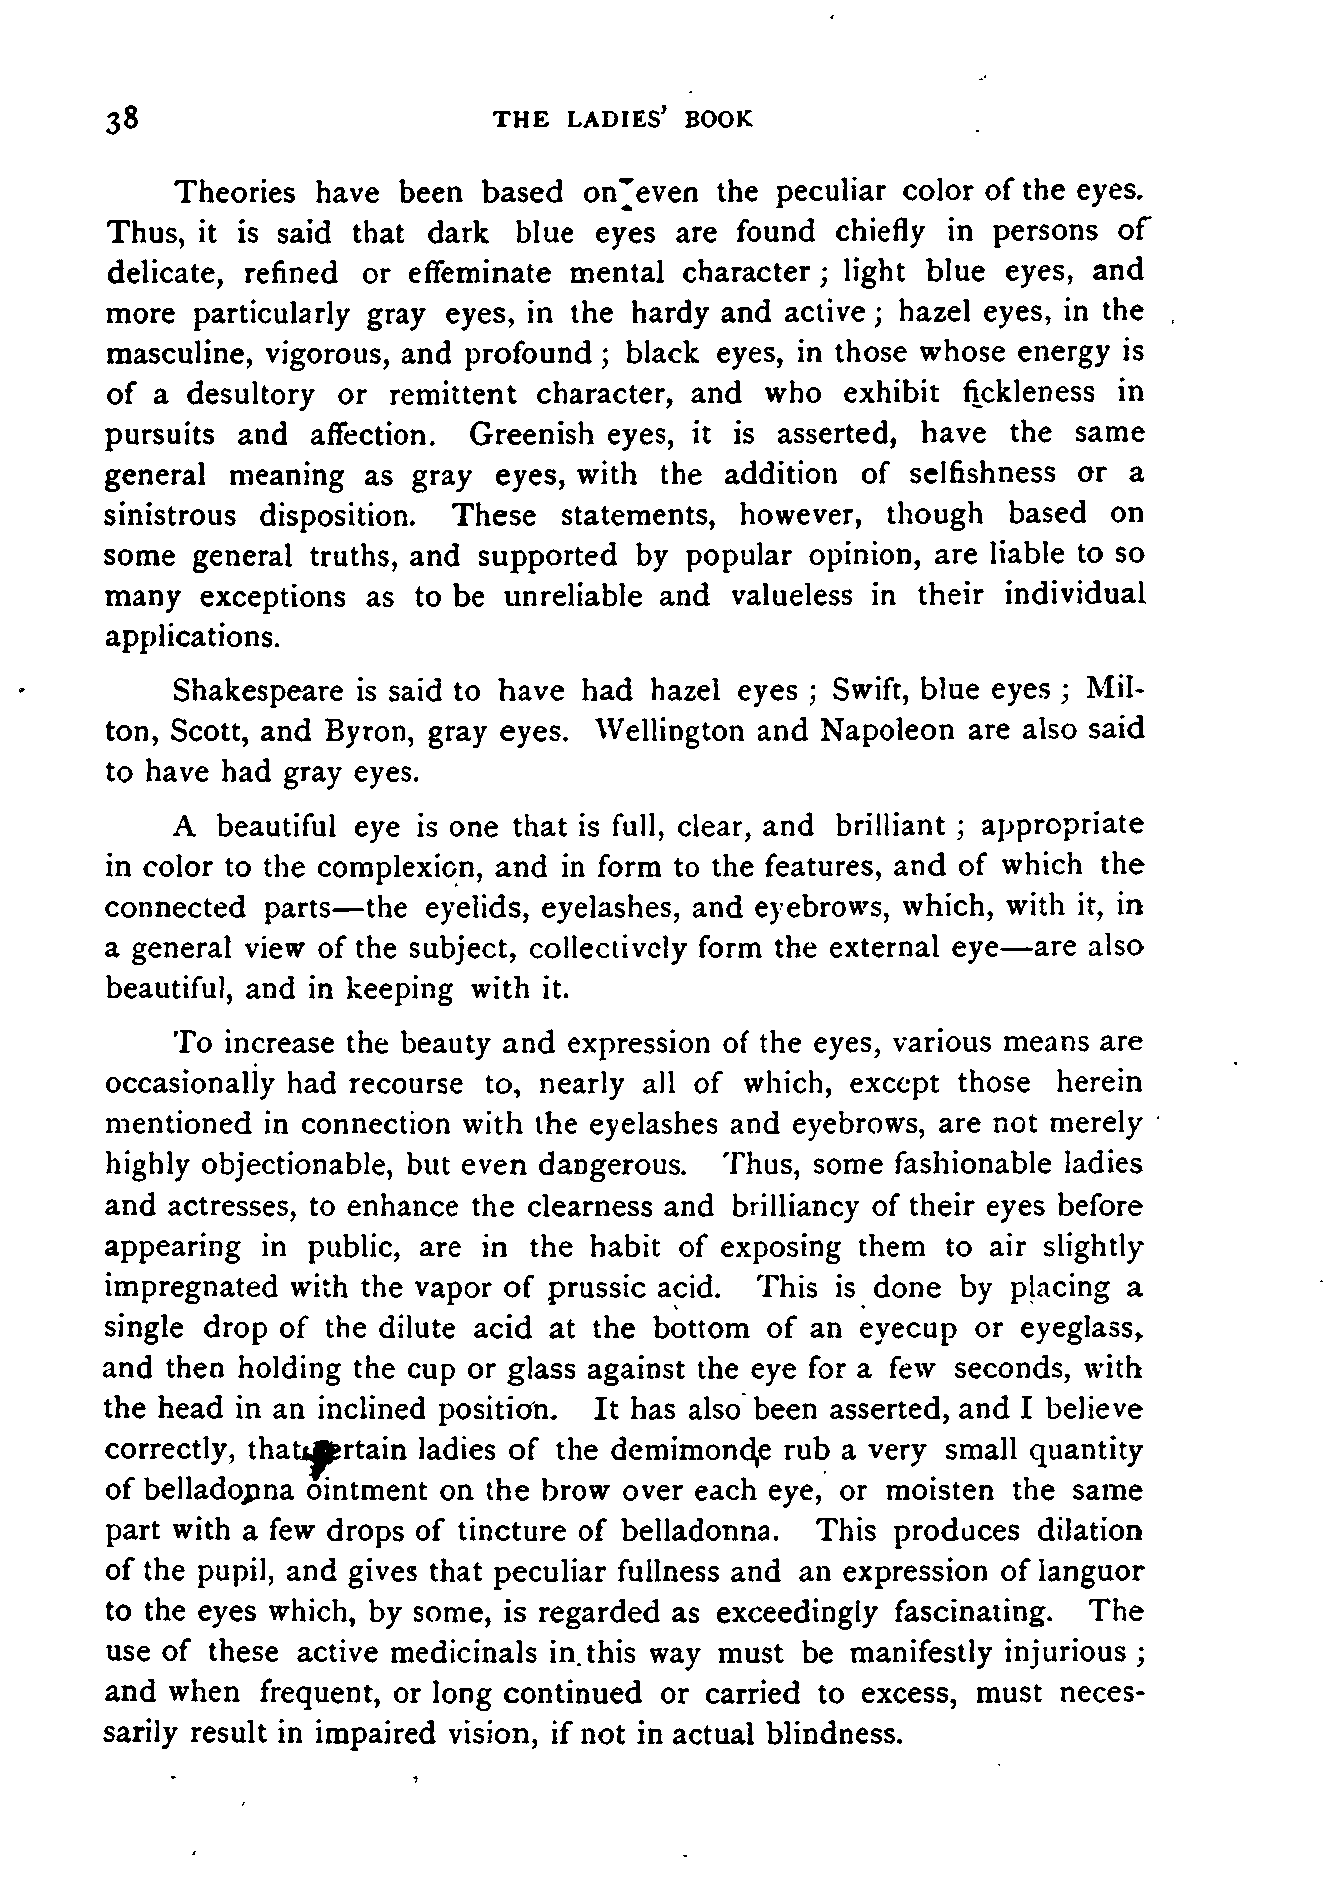 38 THE LADIES' BOOK
Theories have been based on even the peculiar color of the eyes.
Thus, it is said that dark blue eyes are found chiefly in persons of
delicate, refined or effeminate mental character; light blue eyes, and
more particularly gray eyes, in the hardy and active; hazel eyes, in the
masculine, vigorous, and profound; black eyes, in those whose energy is
of a desultory or remittent character, and who exhibit fickleness in
pursuits and affection. Greenish eyes, it is asserted, have the same
general meaning as gray eyes, with the addition of selfishness or a
sinistrous disposition. These statements, however, though based on
some general truths, and supported by popular opinion, are liable to so
many exceptions as to be unreliable and valueless in their individual
applications.
Shakespeare is said to have had hazel eyes; Swift, blue eyes; Mil-
ton, Scott, and Byron, gray eyes. Wellington and Napoleon are also said
to have had gray eyes.
A beautiful eye is one that is full, clear, and brilliant; appropriate
in color to the complexion, and in form to the features, and of which the
connected parts—the eyelids, eyelashes, and eyebrows, which, with it, in
a general view of the subject, collectively form the external eye—are also
beautiful, and in keeping with it.
To increase the beauty and expression of the eyes, various means are
occasionally had recourse to, nearly all of which, except those herein
mentioned in connection with the eyelashes and eyebrows, are not merely
highly objectionable, but even dangerous. Thus, some fashionable ladies
and actresses, to enhance the clearness and brilliancy of their eyes before
appearing in public, are in the habit of exposing them to air slightly
impregnated with the vapor of prussic acid. This is done by placing a
single drop of the dilute acid at the bottom of an eyecup or eyeglass,
and then holding the cup or glass against the eye for a few seconds, with
the head in an inclined position. It has also been asserted, and I believe
correctly, that certain ladies of the demimonde rub a very small quantity
of belladonna ointment on the brow over each eye, or moisten the same
part with a few drops of tincture of belladonna. This produces dilation
of the pupil, and gives that peculiar fullness and an expression of languor
to the eyes which, by some, is regarded as exceedingly fascinating. The
use of these active medicinals in this way must be manifestly injurious;
and when frequent, or long continued or carried to excess, must neces-
sarily result in impaired vision, if not in actual blindness.